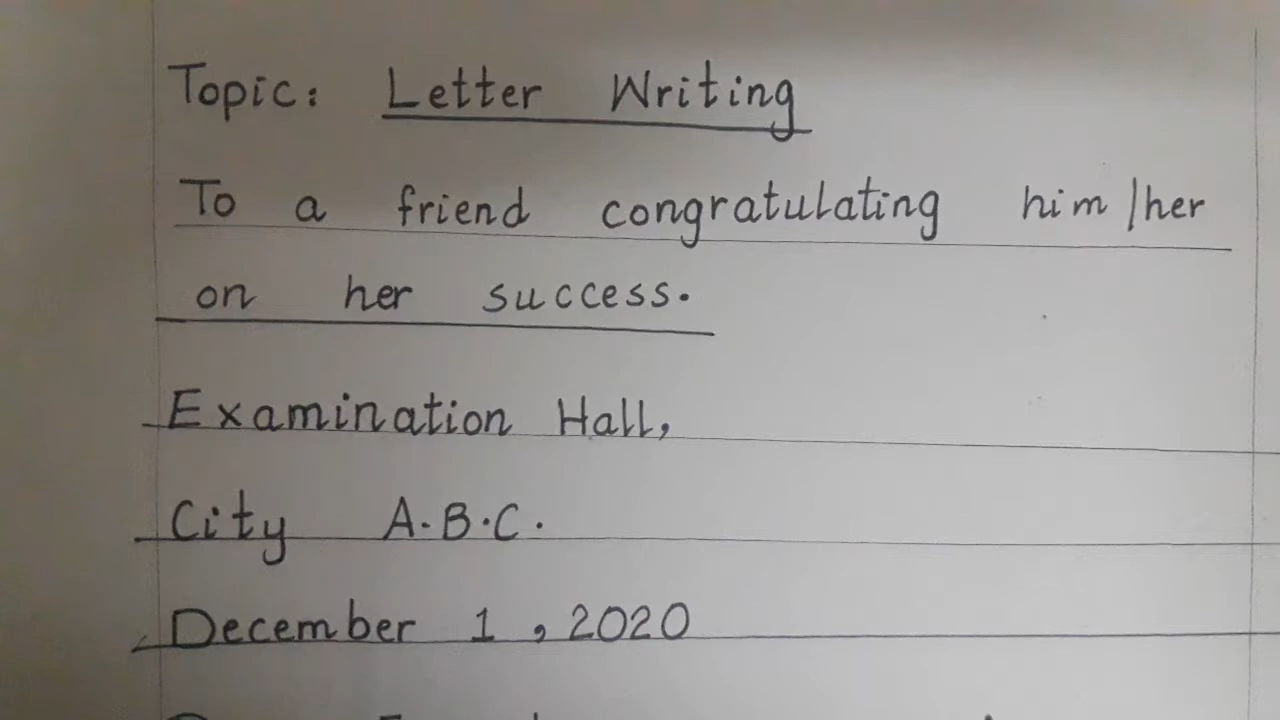 Topic: Letter Writing
To a friend congratulating him/her
on her success.
Examination Hall,
City A.B.C.
December 1, 2020